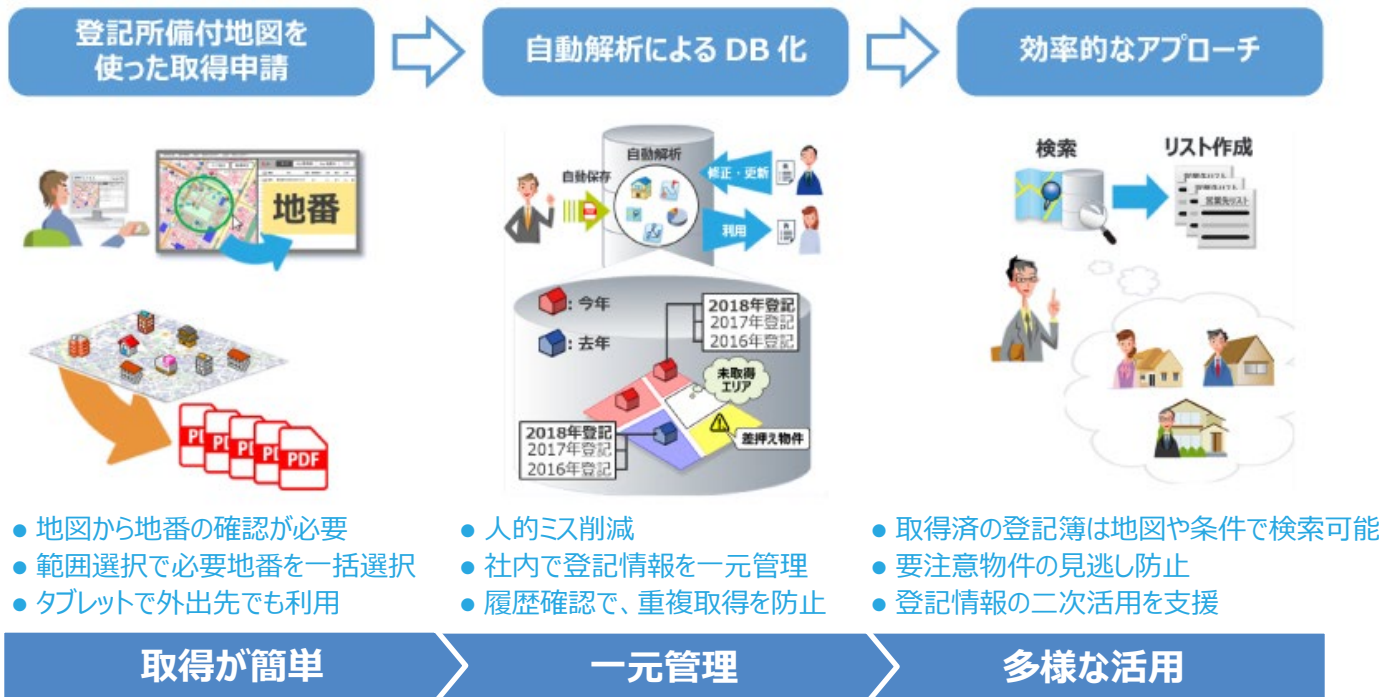 登記所備付地図を
使った取得申請
自動解析による DB 化
効率的なアプローチ
地番
PDF
自動解析
自動保存
修正・更新
利用
: 今年
: 去年
2018年登記
2017年登記
2016年登記
未取得
エリア
差押え物件
2018年登記
2017年登記
2016年登記
検索
リスト作成
営業先リスト
● 地図から地番の確認が必要
● 範囲選択で必要地番を一括選択
● タブレットで外出先でも利用
● 人的ミス削減
● 社内で登記情報を一元管理
● 履歴確認で、重複取得を防止
● 取得済の登記簿は地図や条件で検索可能
● 要注意物件の見逃し防止
● 登記情報の二次活用を支援
取得が簡単
一元管理
多様な活用